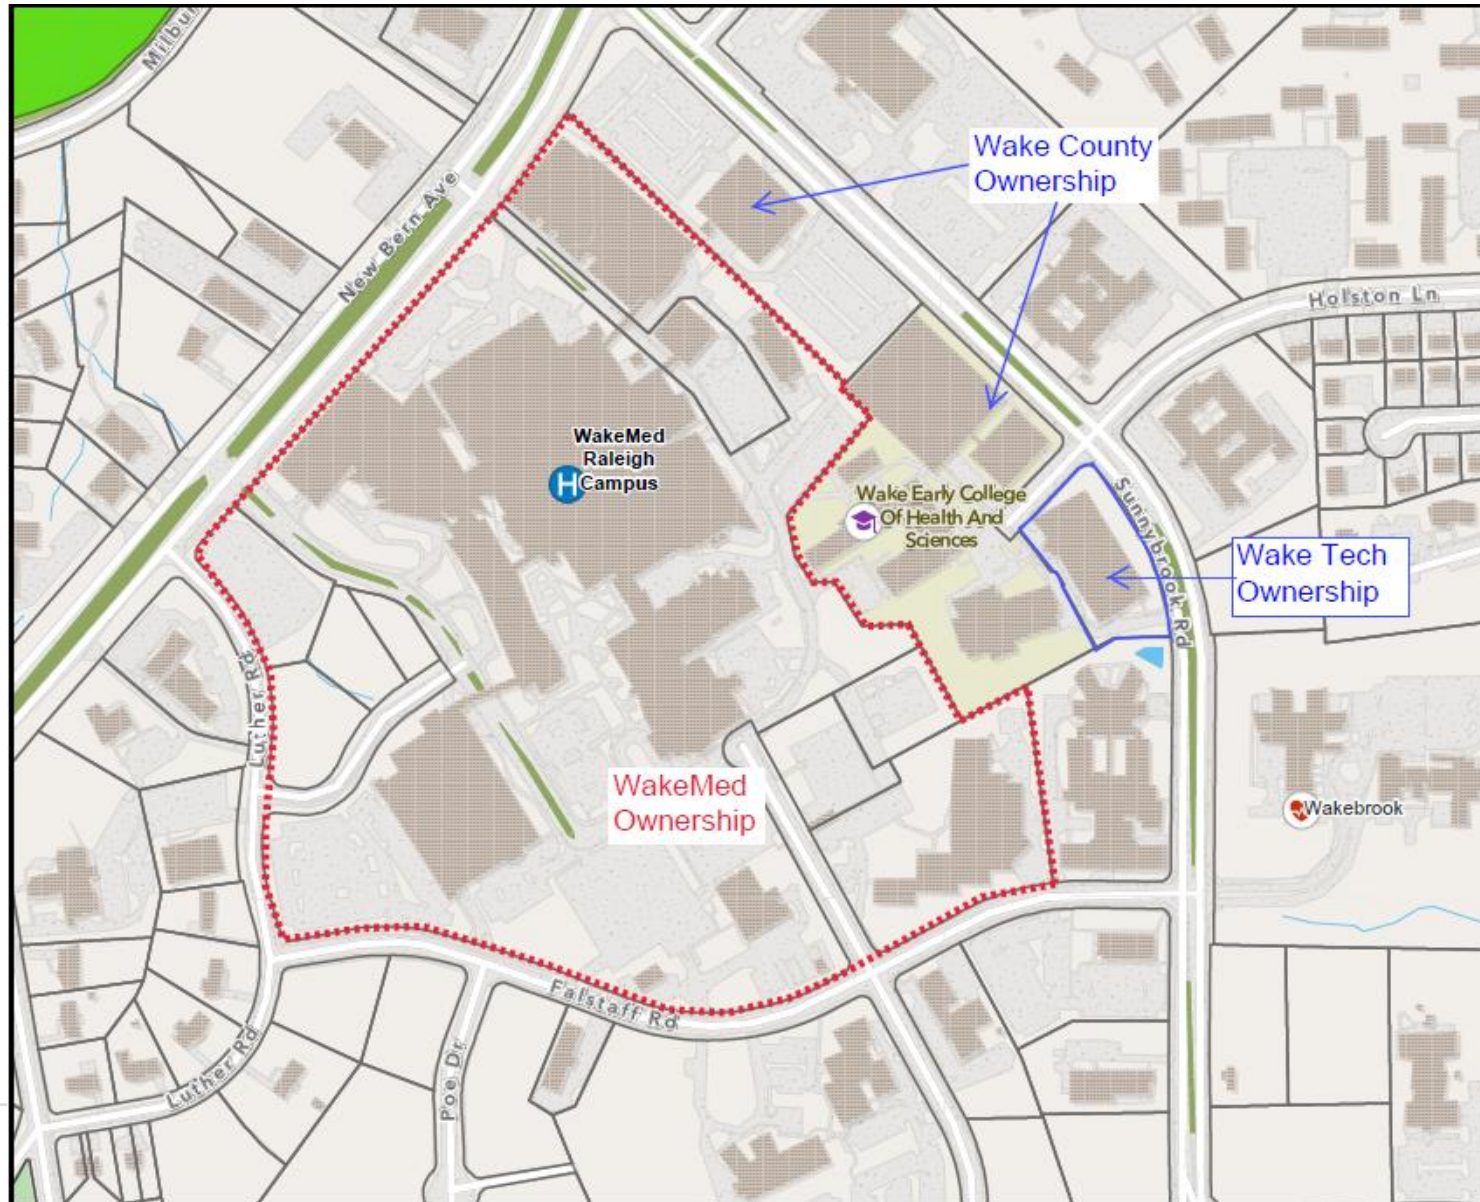 Milbu
New Bern Ave
Wake County
Ownership
Holston Ln
WakeMed
Raleigh
Campus
H
Wake Early College
Of Health And
Sciences
Sunnybrook Rd
Wake Tech
Ownership
Luther Rd
WakeMed
Ownership
Wakebrook
Falstaff Rd
Luther Rd
Poe Dr